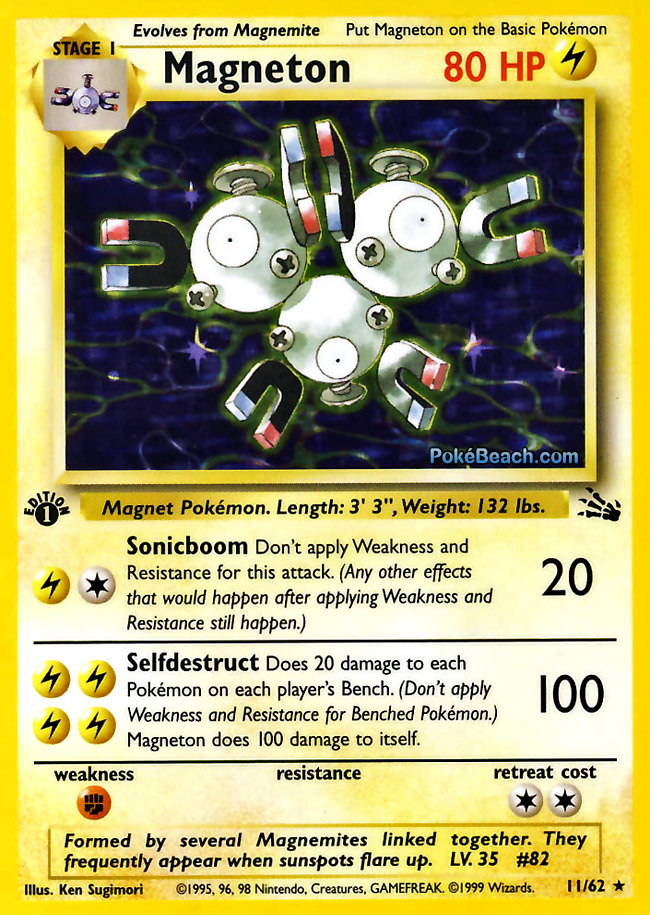 Evolves from Magnemite Put Magneton on the Basic Pokémon
STAGE 1
Magneton 80 HP
PokéBeach.com
EDITION
1
Magnet Pokémon. Length: 3' 3", Weight: 132 lbs.
Sonicboom Don't apply Weakness and
Resistance for this attack. (Any other effects
that would happen after applying Weakness and
Resistance still happen.)
20
Selfdestruct Does 20 damage to each
Pokémon on each player's Bench. (Don't apply
Weakness and Resistance for Benched Pokémon.)
Magneton does 100 damage to itself.
100
weakness resistance retreat cost
Formed by several Magnemites linked together. They
frequently appear when sunspots flare up. LV. 35 #82
Illus. Ken Sugimori ©1995, 96, 98 Nintendo, Creatures, GAMEFREAK. ©1999 Wizards. 11/62 ★